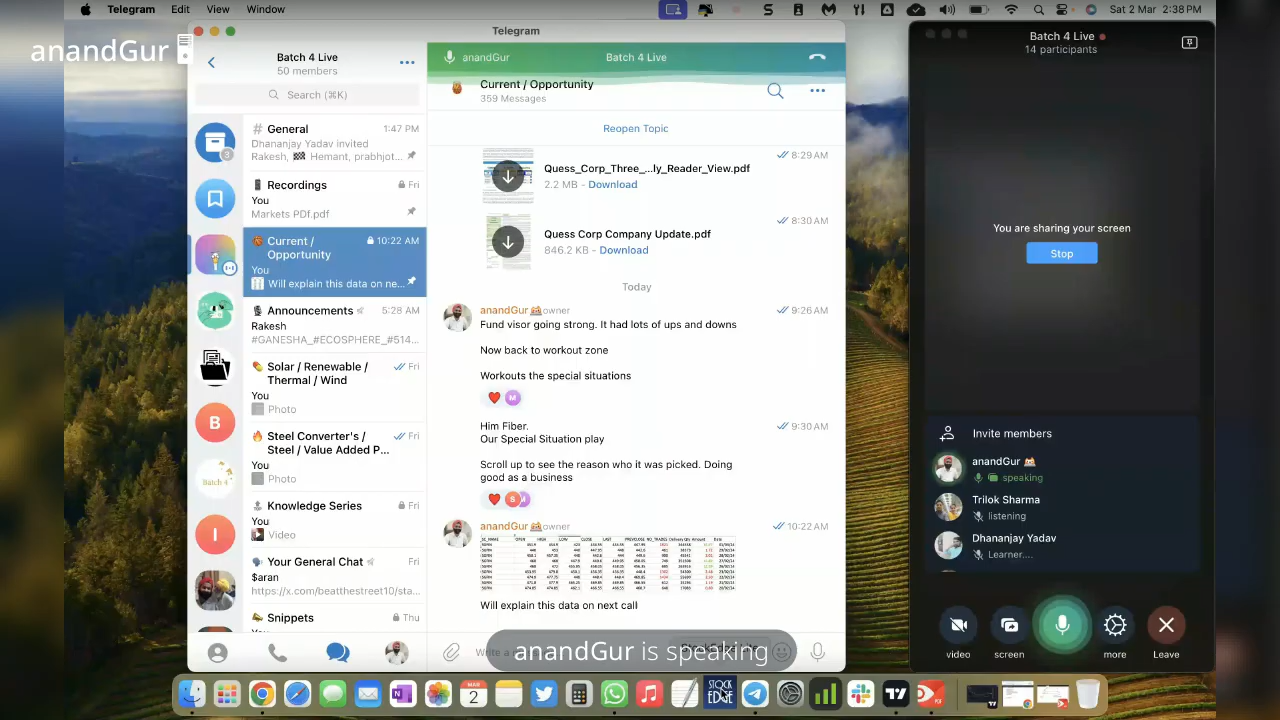 Telegram Edit View Window
Sat 2 Mar 2:38 PM
anandGur
Telegram
Batch 4 Live
50 members
Search (⌘K)
# General 1:47 PM
Dhananjay Yadav invited
Rakesh, 🏁 Hemant, prabhjot...
Recordings Fri
You
Markets PDf.pdf
Current / 10:22 AM
Opportunity
You
Will explain this data on ne...
Announcements 5:28 AM
Rakesh
#GANESHA_#ECOSPHERE_#514...
Solar / Renewable / Fri
Thermal / Wind
You
Photo
Steel Converter's / Fri
Steel / Value Added P...
You
Photo
Knowledge Series Fri
You
Video
Your General Chat Fri
$aran
https://x.com/beatthestreet10/sta...
Snippets Thu
B
Batch 4
I
anandGur Batch 4 Live
Current / Opportunity
359 Messages
Reopen Topic
8:29 AM
Quess_Corp_Three_...ly_Reader_View.pdf
2.2 MB - Download
8:30 AM
Quess Corp Company Update.pdf
846.2 KB - Download
Today
anandGur owner 9:26 AM
Fund visor going strong. It had lots of ups and downs
Now back to workout zone
Workouts the special situations
M
Him Fiber. 9:30 AM
Our Special Situation play
Scroll up to see the reason who it was picked. Doing
good as a business
anandGur owner 10:22 AM
Will explain this data on next call
anandGur is speaking
Batch 4 Live
14 participants
You are sharing your screen
Stop
Invite members
anandGur
speaking
Trilok Sharma
listening
Dhananjay Yadav
Learner....
video screen more Leave
MAR
2
STOCK
EDGE